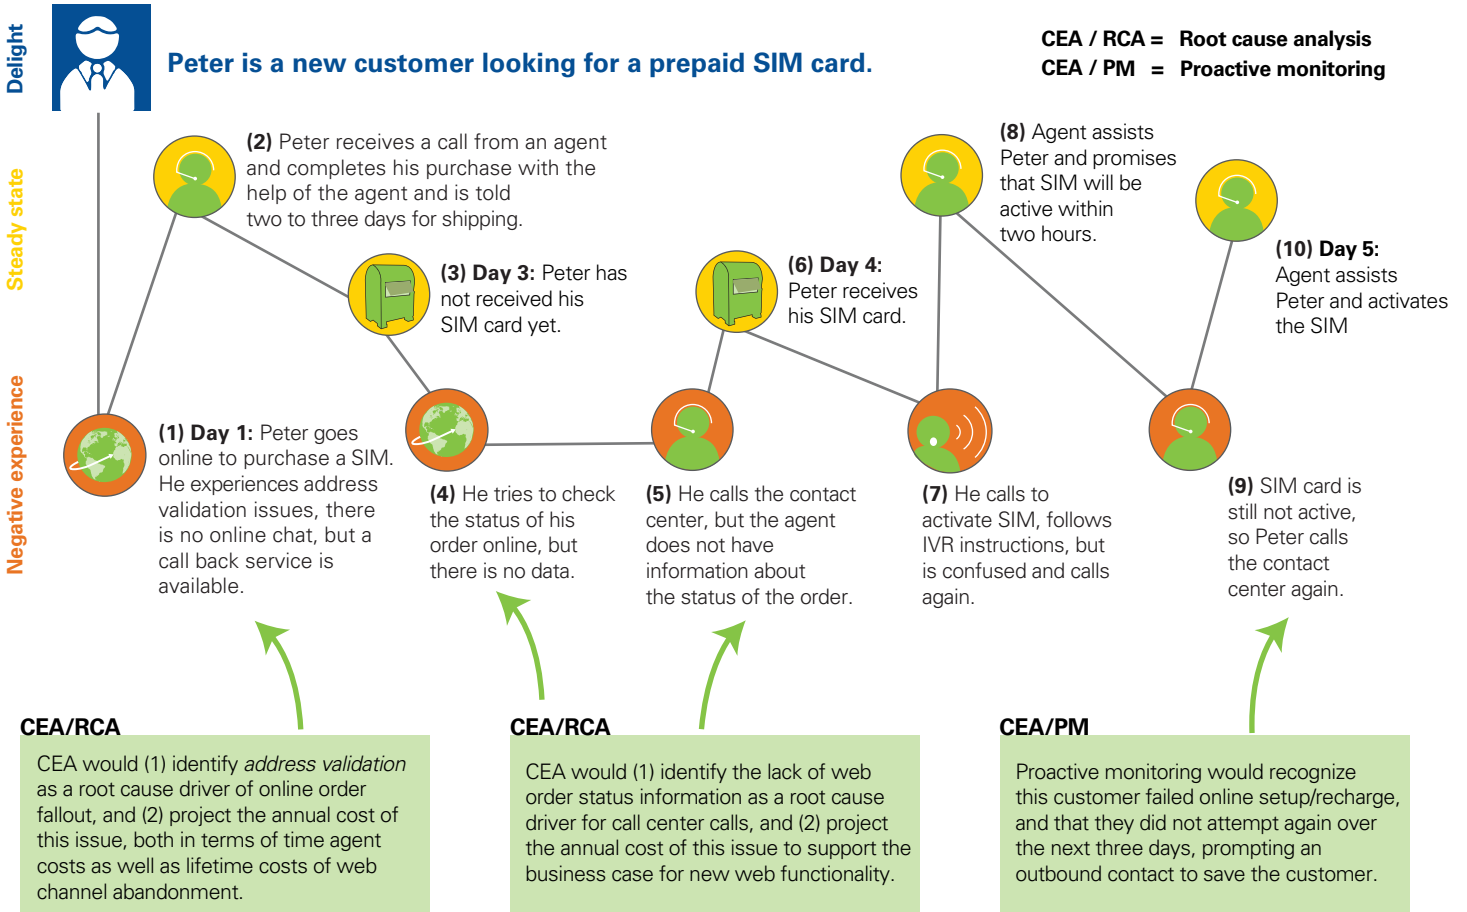 Delight
Steady state
Negative experience
Peter is a new customer looking for a prepaid SIM card.
CEA / RCA = Root cause analysis
CEA / PM = Proactive monitoring
(1) Day 1: Peter goes
online to purchase a SIM.
He experiences address
validation issues, there
is no online chat, but a
call back service is
available.
(2) Peter receives a call from an agent
and completes his purchase with the
help of the agent and is told
two to three days for shipping.
(3) Day 3: Peter has
not received his
SIM card yet.
(4) He tries to check
the status of his
order online, but
there is no data.
(5) He calls the contact
center, but the agent
does not have
information about
the status of the order.
(6) Day 4:
Peter receives
his SIM card.
(7) He calls to
activate SIM, follows
IVR instructions, but
is confused and calls
again.
(8) Agent assists
Peter and promises
that SIM will be
active within
two hours.
(9) SIM card is
still not active,
so Peter calls
the contact
center again.
(10) Day 5:
Agent assists
Peter and activates
the SIM
CEA/RCA
CEA would (1) identify address validation
as a root cause driver of online order
fallout, and (2) project the annual cost of
this issue, both in terms of time agent
costs as well as lifetime costs of web
channel abandonment.
CEA/RCA
CEA would (1) identify the lack of web
order status information as a root cause
driver for call center calls, and (2) project
the annual cost of this issue to support the
business case for new web functionality.
CEA/PM
Proactive monitoring would recognize
this customer failed online setup/recharge,
and that they did not attempt again over
the next three days, prompting an
outbound contact to save the customer.